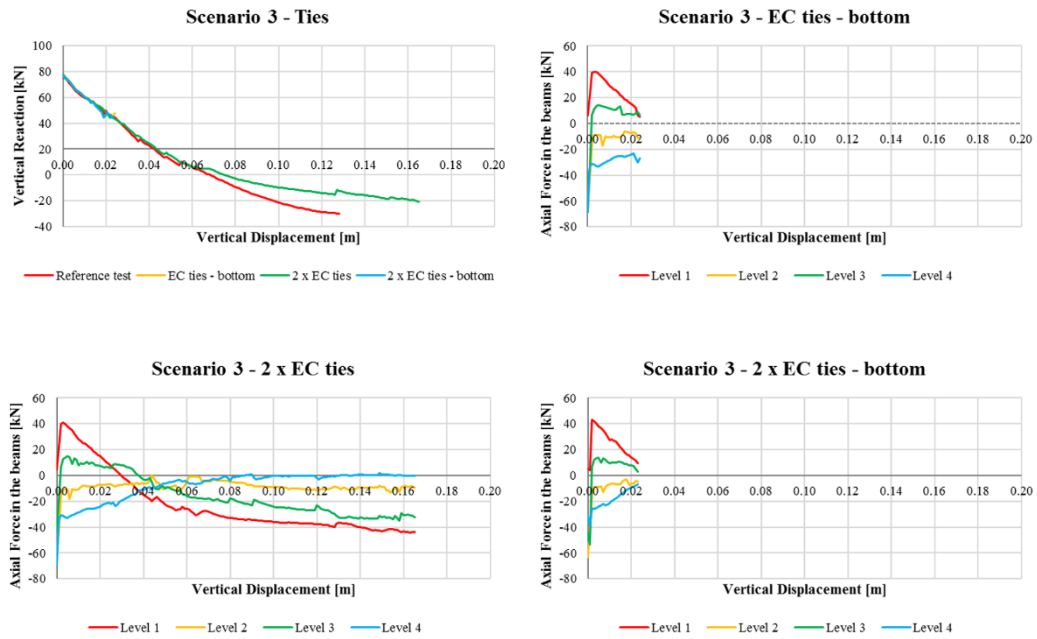 Scenario 3 - Ties
Vertical Reaction [kN]
100
80
60
40
20
0
-20
-40
0.00 0.02 0.04 0.06 0.08 0.10 0.12 0.14 0.16 0.18 0.20
Vertical Displacement [m]
Reference test EC ties - bottom 2 x EC ties 2 x EC ties - bottom
Scenario 3 - EC ties - bottom
Axial Force in the beams [kN]
60
40
20
0
-20
-40
-60
-80
0.00 0.02 0.04 0.06 0.08 0.10 0.12 0.14 0.16 0.18 0.20
Vertical Displacement [m]
Level 1 Level 2 Level 3 Level 4
Scenario 3 - 2 x EC ties
Axial Force in the beams [kN]
60
40
20
0
-20
-40
-60
-80
0.00 0.02 0.04 0.06 0.08 0.10 0.12 0.14 0.16 0.18 0.20
Vertical Displacement [m]
Level 1 Level 2 Level 3 Level 4
Scenario 3 - 2 x EC ties - bottom
Axial Force in the beams [kN]
60
40
20
0
-20
-40
-60
-80
0.00 0.02 0.04 0.06 0.08 0.10 0.12 0.14 0.16 0.18 0.20
Vertical Displacement [m]
Level 1 Level 2 Level 3 Level 4